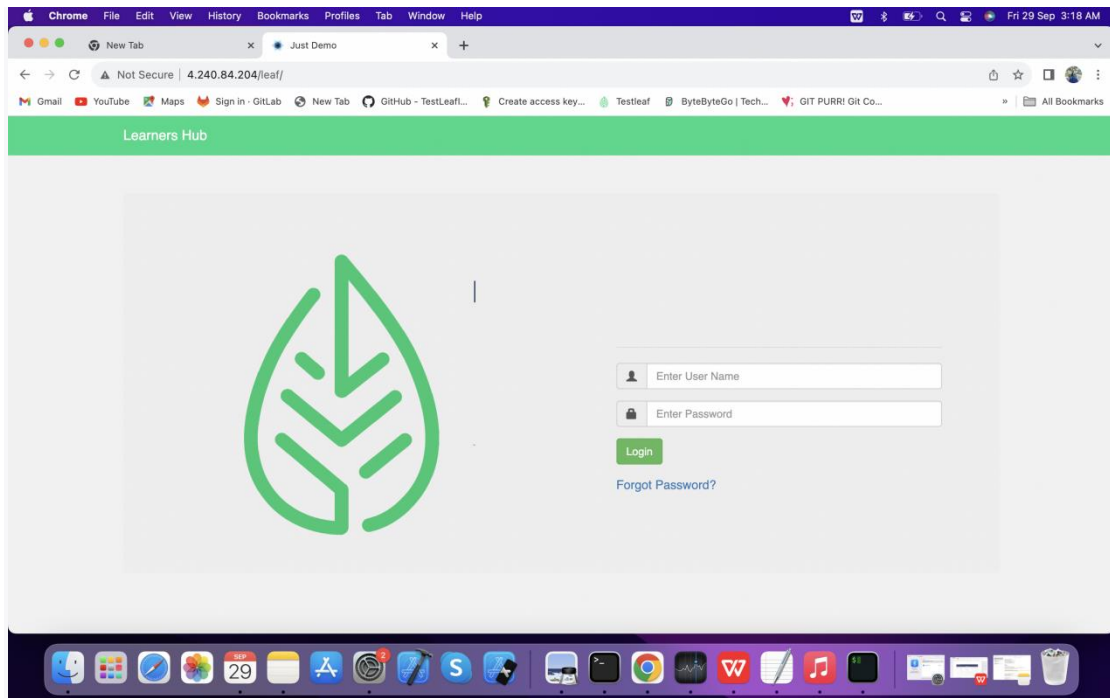 Chrome File Edit View History Bookmarks Profiles Tab Window Help Fri 29 Sep 3:18 AM
New Tab Just Demo
Not Secure 4.240.84.204/leaf/
Gmail YouTube Maps Sign in · GitLab New Tab GitHub - TestLeafl... Create access key... Testleaf ByteByteGo | Tech... GIT PURR! Git Co... » All Bookmarks
Learners Hub
Enter User Name
Enter Password
Login
Forgot Password?
SEP
29
2
S
W